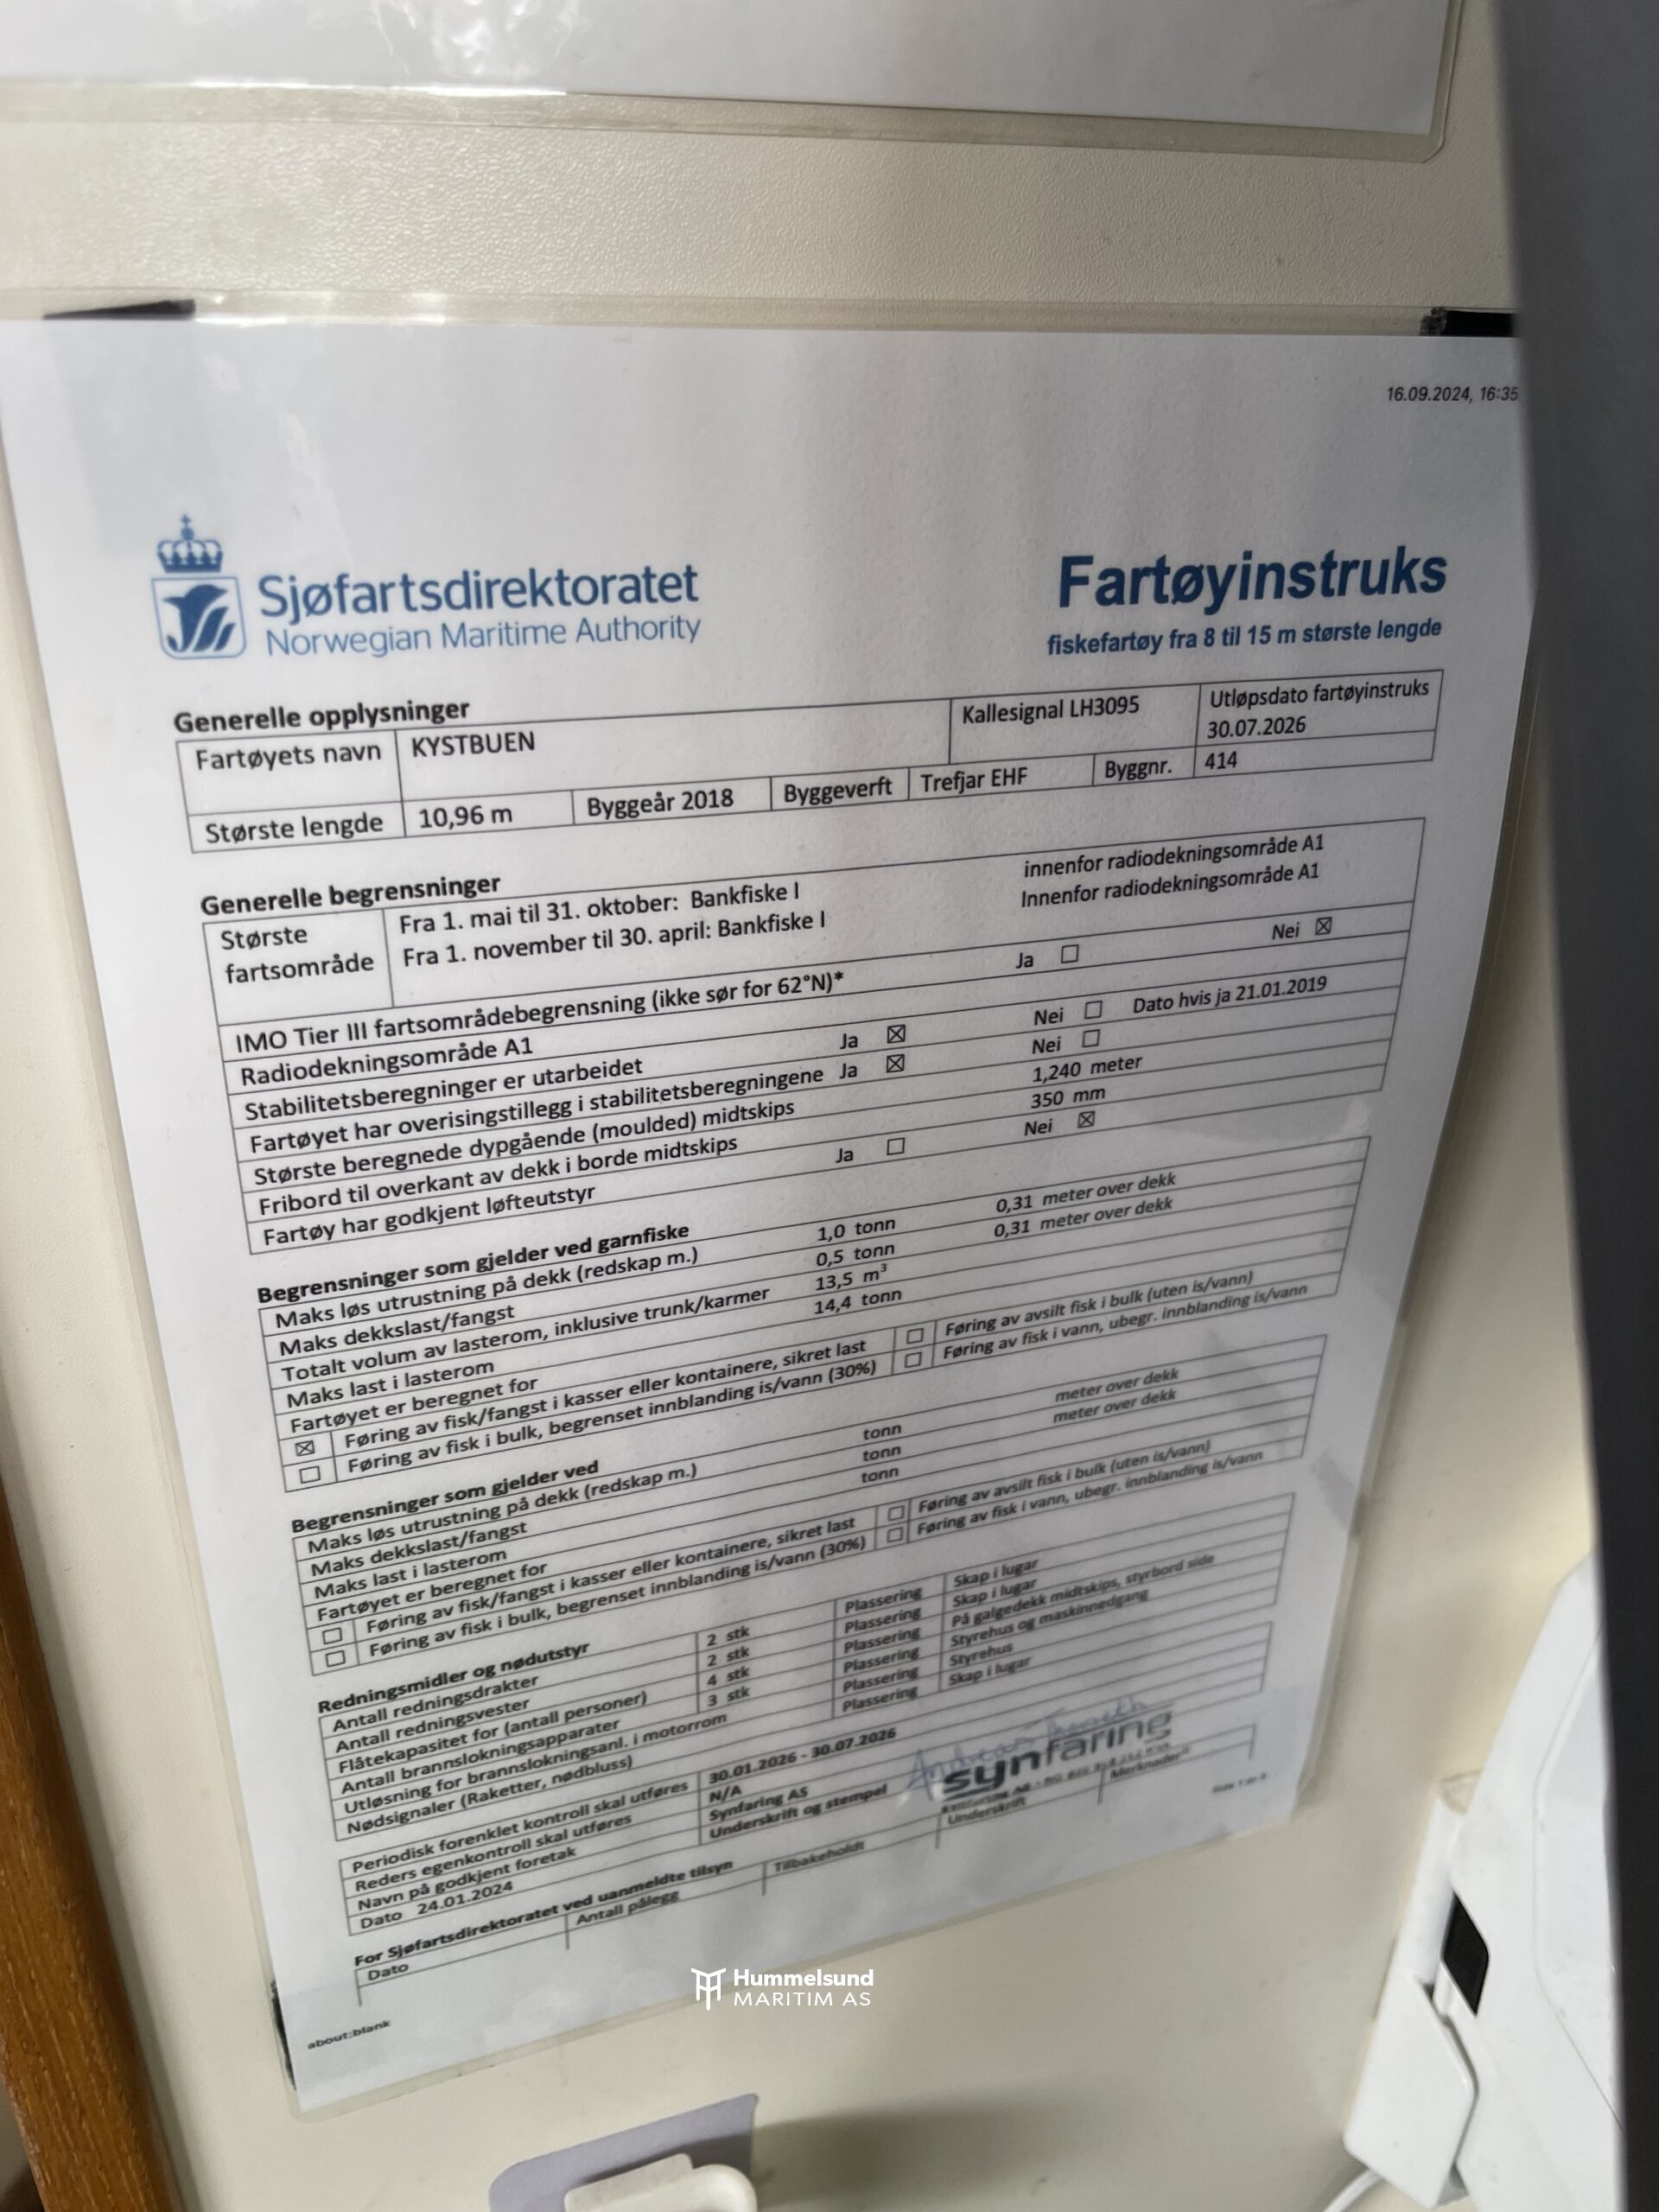 16.09.2024, 16:35
Sjøfartsdirektoratet
Norwegian Maritime Authority
Fartøyinstruks
fiskefartøy fra 8 til 15 m største lengde
Generelle opplysninger
Fartøyets navn KYSTBUEN Kallesignal LH3095 Utløpsdato fartøyinstruks 30.07.2026
Største lengde 10,96 m Byggeår 2018 Byggeverft Trefjar EHF Byggnr. 414
Generelle begrensninger
Største fartsområde
Fra 1. mai til 31. oktober: Bankfiske I innenfor radiodekningsområde A1
Fra 1. november til 30. april: Bankfiske I Innenfor radiodekningsområde A1
IMO Tier III fartsområdebegrensning (ikke sør for 62°N)* Ja ☐ Nei ☒
Radiodekningsområde A1
Stabilitetsberegninger er utarbeidet Ja ☒ Nei ☐ Dato hvis ja 21.01.2019
Fartøyet har overisingstillegg i stabilitetsberegningene Ja ☒ Nei ☐
Største beregnede dypgående (moulded) midtskips 1,240 meter
Fribord til overkant av dekk i borde midtskips 350 mm
Fartøy har godkjent løfteutstyr Ja ☐ Nei ☒
Begrensninger som gjelder ved garnfiske
Maks løs utrustning på dekk (redskap m.) 1,0 tonn 0,31 meter over dekk
Maks dekkslast/fangst 0,5 tonn 0,31 meter over dekk
Totalt volum av lasterom, inklusive trunk/karmer 13,5 m³
Maks last i lasterom 14,4 tonn
Fartøyet er beregnet for
☒ Føring av fisk/fangst i kasser eller kontainere, sikret last ☐ Føring av avsilt fisk i bulk (uten is/vann)
☐ Føring av fisk i bulk, begrenset innblanding is/vann (30%) ☐ Føring av fisk i vann, ubegr. innblanding is/vann
Begrensninger som gjelder ved
Maks løs utrustning på dekk (redskap m.) tonn meter over dekk
Maks dekkslast/fangst tonn meter over dekk
Maks last i lasterom tonn
Fartøyet er beregnet for
☐ Føring av fisk/fangst i kasser eller kontainere, sikret last ☐ Føring av avsilt fisk i bulk (uten is/vann)
☐ Føring av fisk i bulk, begrenset innblanding is/vann (30%) ☐ Føring av fisk i vann, ubegr. innblanding is/vann
Redningsmidler og nødutstyr
Antall redningsdrakter 2 stk Plassering Skap i lugar
Antall redningsvester 2 stk Plassering Skap i lugar
Flåtekapasitet for (antall personer) 4 stk Plassering På galgedekk midtskips, styrbord side
Antall brannslokningsapparater 3 stk Plassering Styrehus og maskinnedgang
Utløsning for brannslokningsanl. i motorrom Plassering Styrehus
Nødsignaler (Raketter, nødbluss) Plassering Skap i lugar
Periodisk forenklet kontroll skal utføres 30.01.2026 - 30.07.2026
Reders egenkontroll skal utføres N/A
Navn på godkjent foretak Synfaring AS
Dato 24.01.2024 Underskrift og stempel
synfaring
For Sjøfartsdirektoratet ved uanmeldte tilsyn
Dato Antall pålegg Tilbakeholdt Underskrift Merknader
about:blank
Hummelsund
MARITIM AS